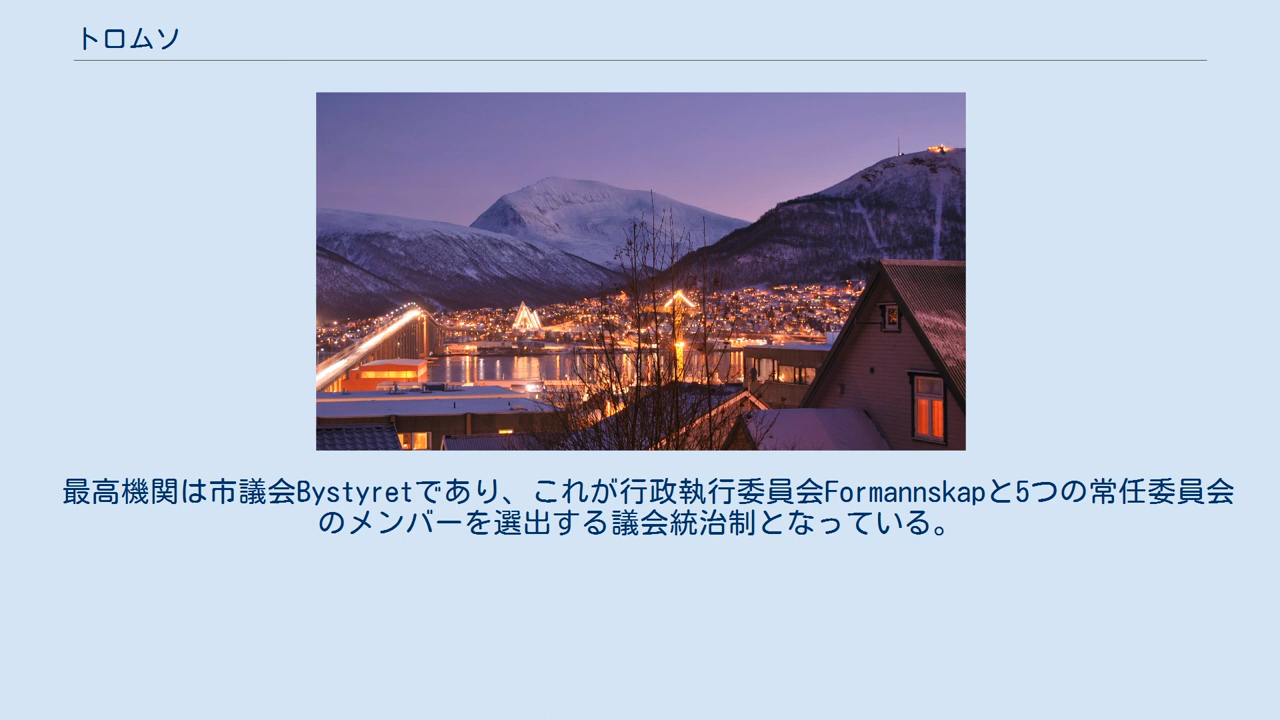 トロムソ
最高機関は市議会Bystyretであり、これが行政執行委員会Formannskapと5つの常任委員会
のメンバーを選出する議会統治制となっている。